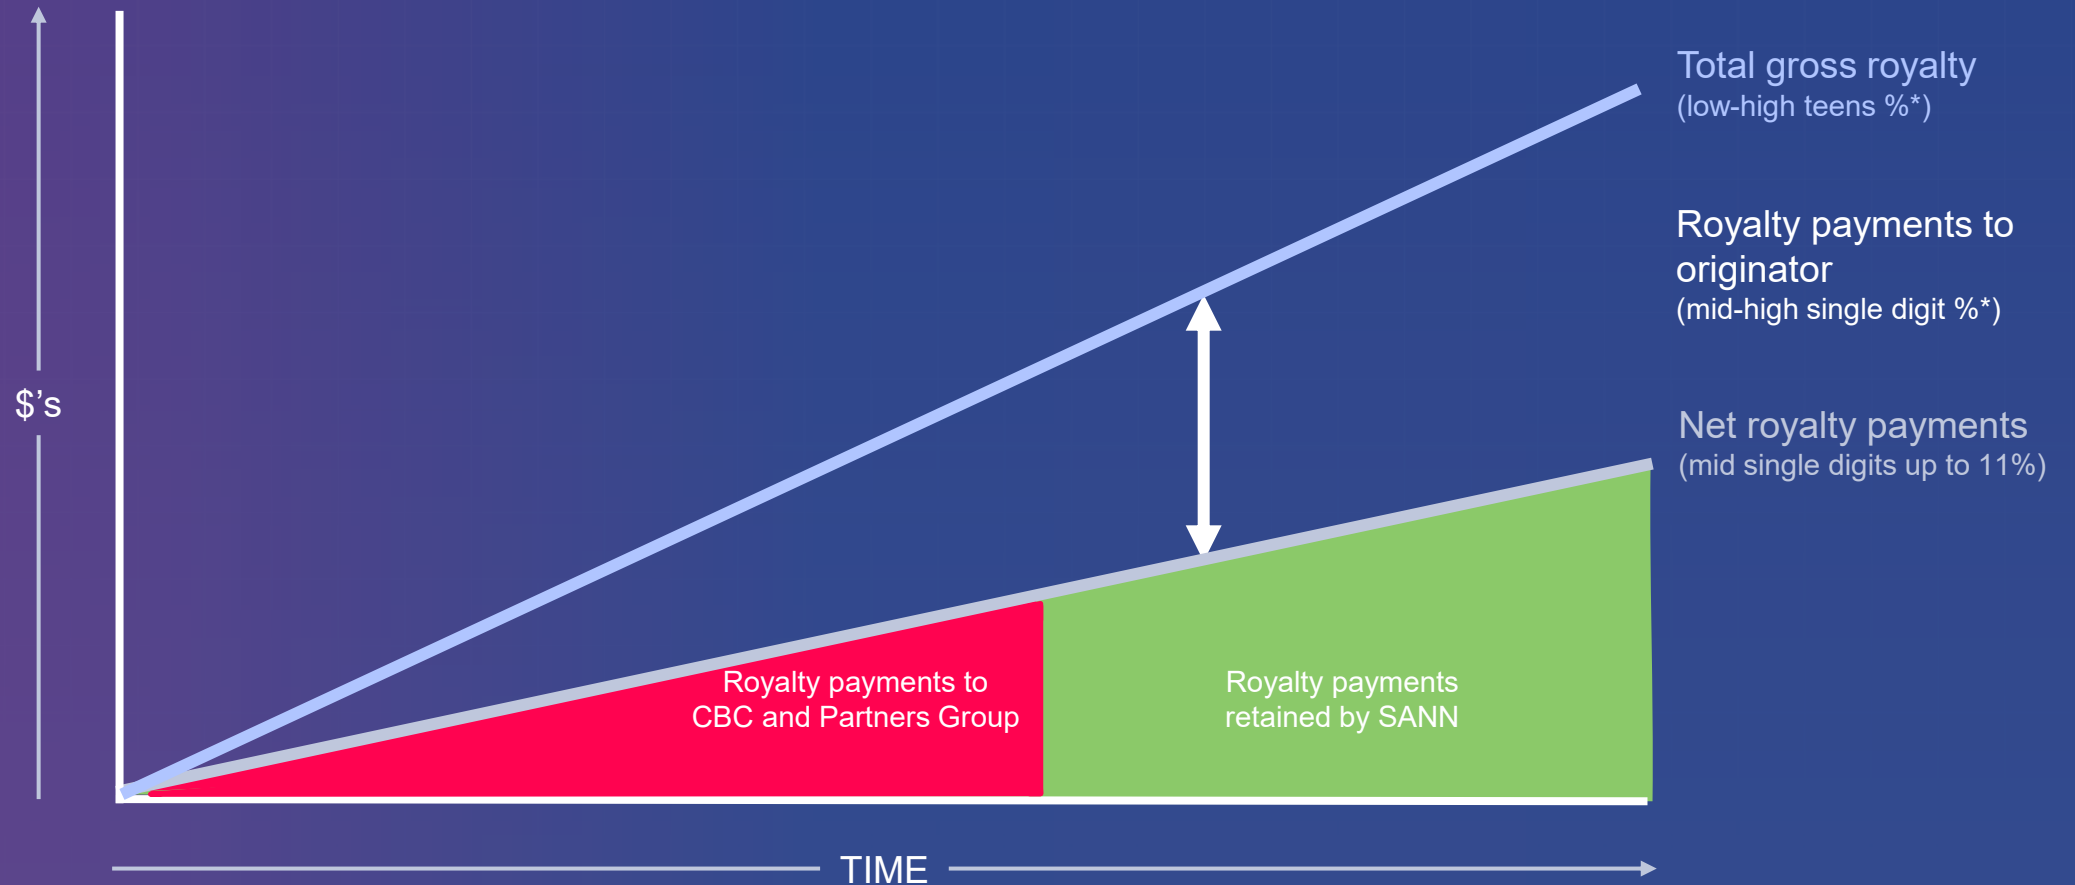 Total gross royalty
(low-high teens %*)
Royalty payments to
originator
(mid-high single digit %*)
$’s
Net royalty payments
(mid single digits up to 11%)
Royalty payments to
CBC and Partners Group
Royalty payments
retained by SANN
TIME